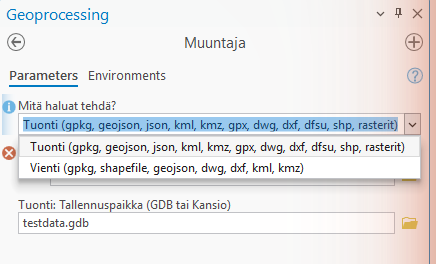 Geoprocessing
Muuntaja
Parameters Environments
Mitä haluat tehdä?
Tuonti (gpkg, geojson, json, kml, kmz, gpx, dwg, dxf, dfsu, shp, rasterit)
Tuonti (gpkg, geojson, json, kml, kmz, gpx, dwg, dxf, dfsu, shp, rasterit)
Vienti (gpkg, shapefile, geojson, dwg, dxf, kml, kmz)
Tuonti: Tallennuspaikka (GDB tai Kansio)
testdata.gdb